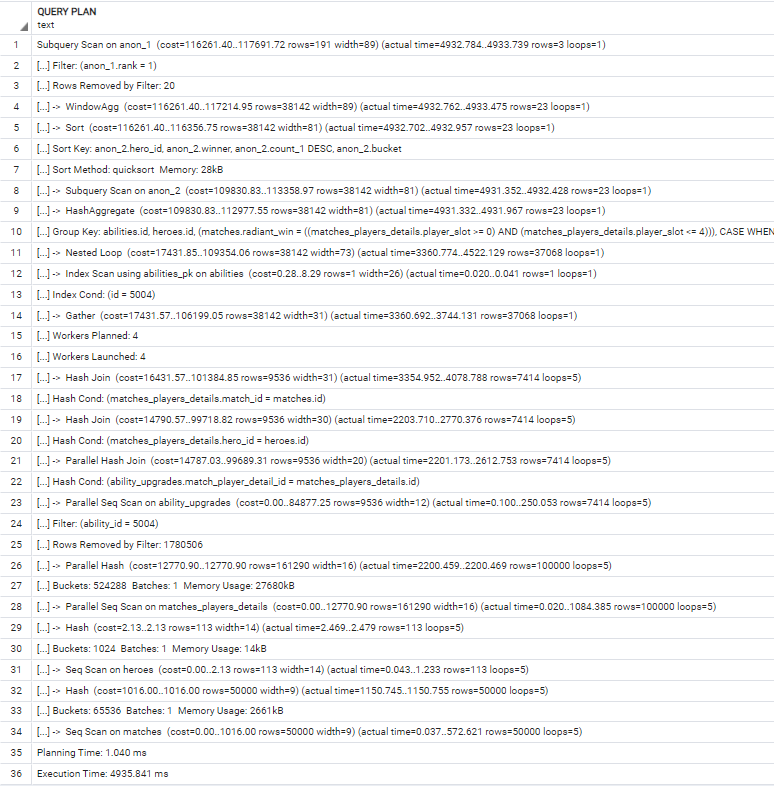 QUERY PLAN
text
1 Subquery Scan on anon_1 (cost=116261.40..117691.72 rows=191 width=89) (actual time=4932.784..4933.739 rows=3 loops=1)
2 [...] Filter: (anon_1.rank = 1)
3 [...] Rows Removed by Filter: 20
4 [...] -> WindowAgg (cost=116261.40..117214.95 rows=38142 width=89) (actual time=4932.762..4933.475 rows=23 loops=1)
5 [...] -> Sort (cost=116261.40..116356.75 rows=38142 width=81) (actual time=4932.702..4932.957 rows=23 loops=1)
6 [...] Sort Key: anon_2.hero_id, anon_2.winner, anon_2.count_1 DESC, anon_2.bucket
7 [...] Sort Method: quicksort Memory: 28kB
8 [...] -> Subquery Scan on anon_2 (cost=109830.83..113358.97 rows=38142 width=81) (actual time=4931.352..4932.428 rows=23 loops=1)
9 [...] -> HashAggregate (cost=109830.83..112977.55 rows=38142 width=81) (actual time=4931.332..4931.967 rows=23 loops=1)
10 [...] Group Key: abilities.id, heroes.id, (matches.radiant_win = ((matches_players_details.player_slot >= 0) AND (matches_players_details.player_slot <= 4))), CASE WHEN
11 [...] -> Nested Loop (cost=17431.85..109354.06 rows=38142 width=73) (actual time=3360.774..4522.129 rows=37068 loops=1)
12 [...] -> Index Scan using abilities_pk on abilities (cost=0.28..8.29 rows=1 width=26) (actual time=0.020..0.041 rows=1 loops=1)
13 [...] Index Cond: (id = 5004)
14 [...] -> Gather (cost=17431.57..106199.05 rows=38142 width=31) (actual time=3360.692..3744.131 rows=37068 loops=1)
15 [...] Workers Planned: 4
16 [...] Workers Launched: 4
17 [...] -> Hash Join (cost=16431.57..101384.85 rows=9536 width=31) (actual time=3354.952..4078.788 rows=7414 loops=5)
18 [...] Hash Cond: (matches_players_details.match_id = matches.id)
19 [...] -> Hash Join (cost=14790.57..99718.82 rows=9536 width=30) (actual time=2203.710..2770.376 rows=7414 loops=5)
20 [...] Hash Cond: (matches_players_details.hero_id = heroes.id)
21 [...] -> Parallel Hash Join (cost=14787.03..99689.31 rows=9536 width=20) (actual time=2201.173..2612.753 rows=7414 loops=5)
22 [...] Hash Cond: (ability_upgrades.match_player_detail_id = matches_players_details.id)
23 [...] -> Parallel Seq Scan on ability_upgrades (cost=0.00..84877.25 rows=9536 width=12) (actual time=0.100..250.053 rows=7414 loops=5)
24 [...] Filter: (ability_id = 5004)
25 [...] Rows Removed by Filter: 1780506
26 [...] -> Parallel Hash (cost=12770.90..12770.90 rows=161290 width=16) (actual time=2200.459..2200.469 rows=100000 loops=5)
27 [...] Buckets: 524288 Batches: 1 Memory Usage: 27680kB
28 [...] -> Parallel Seq Scan on matches_players_details (cost=0.00..12770.90 rows=161290 width=16) (actual time=0.020..1084.385 rows=100000 loops=5)
29 [...] -> Hash (cost=2.13..2.13 rows=113 width=14) (actual time=2.469..2.479 rows=113 loops=5)
30 [...] Buckets: 1024 Batches: 1 Memory Usage: 14kB
31 [...] -> Seq Scan on heroes (cost=0.00..2.13 rows=113 width=14) (actual time=0.043..1.233 rows=113 loops=5)
32 [...] -> Hash (cost=1016.00..1016.00 rows=50000 width=9) (actual time=1150.745..1150.755 rows=50000 loops=5)
33 [...] Buckets: 65536 Batches: 1 Memory Usage: 2661kB
34 [...] -> Seq Scan on matches (cost=0.00..1016.00 rows=50000 width=9) (actual time=0.037..572.621 rows=50000 loops=5)
35 Planning Time: 1.040 ms
36 Execution Time: 4935.841 ms